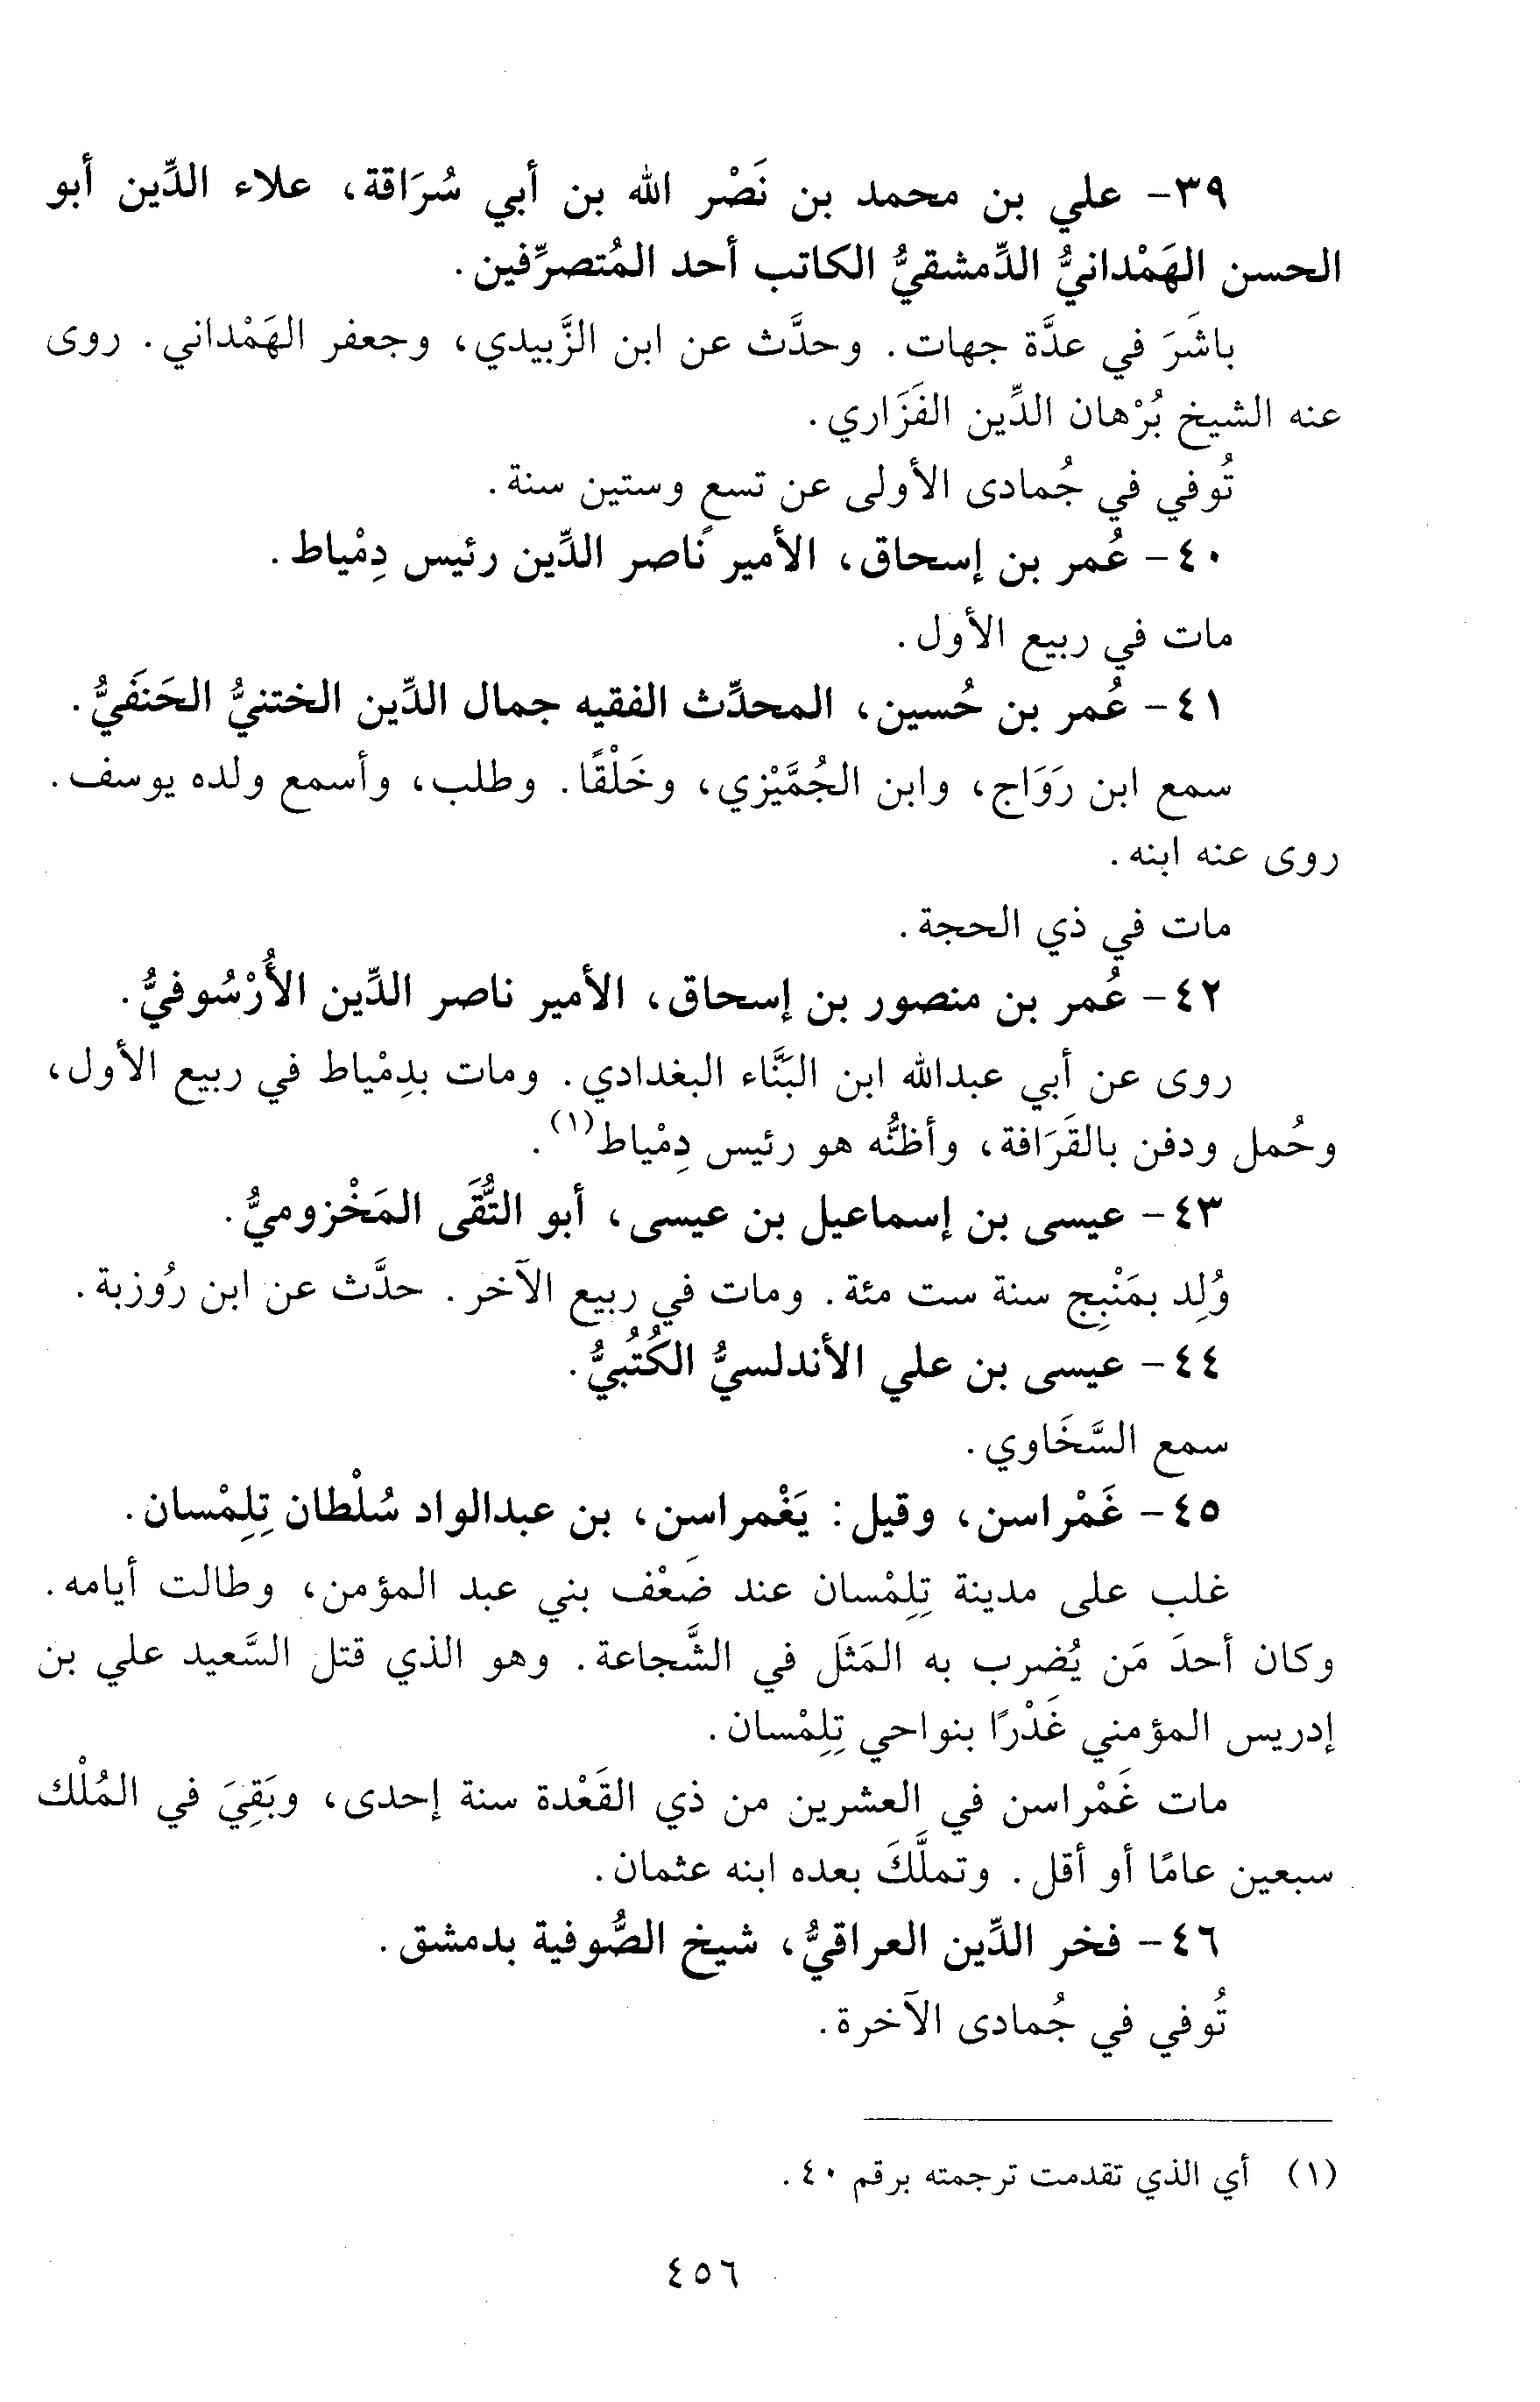 ٣٩- علي بن محمد بن نَصْر الله بن أبي سُرَاقة، علاء الدِّين أبو
الحسن الهَمْدانيُّ الدِّمشقيُّ الكاتب أحد المُتصرِّفين.
باشَرَ في عدَّة جهات. وحدَّث عن ابن الزَّبيدي، وجعفر الهَمْداني. روى
عنه الشيخ بُرْهان الدِّين الفَزَاري.
تُوفي في جُمادى الأولى عن تسعٍ وستين سنة.
٤٠- عُمر بن إسحاق، الأمير ناصر الدِّين رئيس دِمْياط.
مات في ربيع الأول.
٤١- عُمر بن حُسين، المحدِّث الفقيه جمال الدِّين الختنيُّ الحَنَفيُّ.
سمع ابن رَوَاج، وابن الجُمَّيْزي، وخَلْقًا. وطلب، وأسمع ولده يوسف.
روى عنه ابنه.
مات في ذي الحجة.
٤٢- عُمر بن منصور بن إسحاق، الأمير ناصر الدِّين الأُرْسُوفيُّ.
روى عن أبي عبدالله ابن البَنَّاء البغدادي. ومات بدِمْياط في ربيع الأول،
وحُمل ودفن بالقَرَافة، وأظنُّه هو رئيس دِمْياط(١).
٤٣- عيسى بن إسماعيل بن عيسى، أبو التُّقَى المَخْزوميُّ.
وُلِد بمَنْبِج سنة ست مئة. ومات في ربيع الآخر. حدَّث عن ابن رُوزبة.
٤٤- عيسى بن علي الأندلسيُّ الكُتُبيُّ.
سمع السَّخَاوي.
٤٥- غَمْراسن، وقيل: يَغْمراسن، بن عبدالواد سُلْطان تِلِمْسان.
غلب على مدينة تِلِمْسان عند ضَعْف بني عبد المؤمن، وطالت أيامه.
وكان أحدَ مَن يُضرب به المَثَل في الشَّجاعة. وهو الذي قتل السَّعيد علي بن
إدريس المؤمني غَدْرًا بنواحي تِلِمْسان.
مات غَمْراسن في العشرين من ذي القَعْدة سنة إحدى، وبَقِيَ في المُلْك
سبعين عامًا أو أقل. وتملَّكَ بعده ابنه عثمان.
٤٦- فخر الدِّين العراقيُّ، شيخ الصُّوفية بدمشق.
تُوفي في جُمادى الآخرة.
(١) أي الذي تقدمت ترجمته برقم ٤٠.
٤٥٦